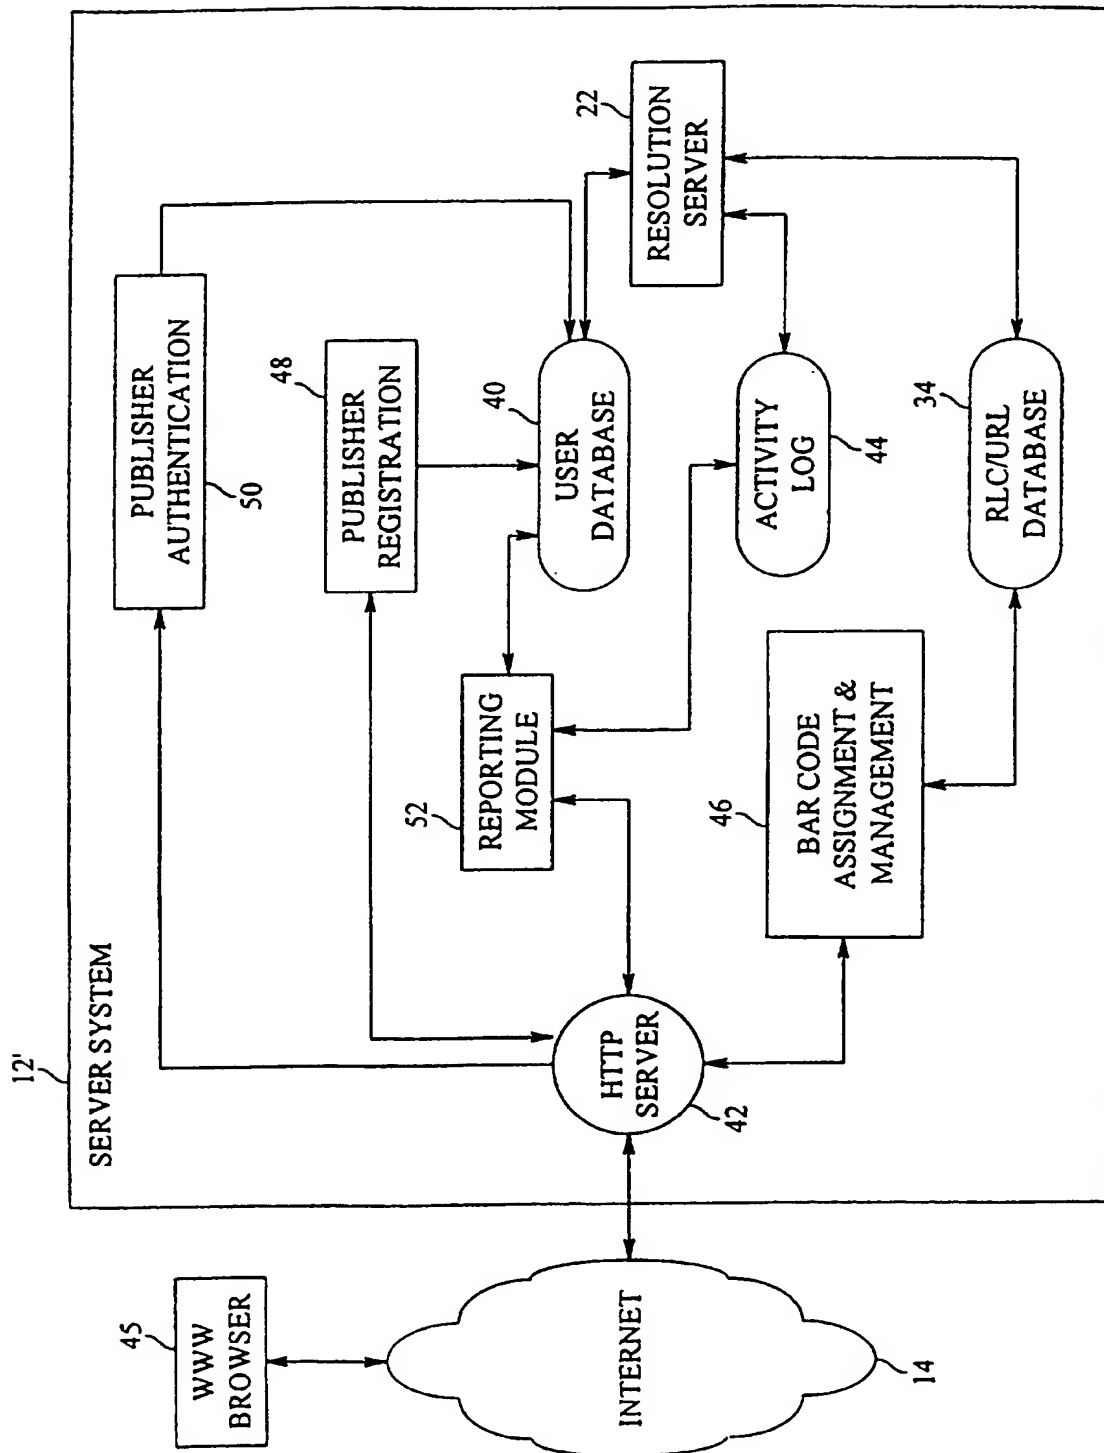 12'
SERVER SYSTEM
45
WWW
BROWSER
INTERNET
14
HTTP
SERVER
42
PUBLISHER
AUTHENTICATION
50
48
PUBLISHER
REGISTRATION
52
REPORTING
MODULE
40
USER
DATABASE
22
RESOLUTION
SERVER
ACTIVITY
LOG
44
46
BAR CODE
ASSIGNMENT &
MANAGEMENT
34
RLC/URL
DATABASE